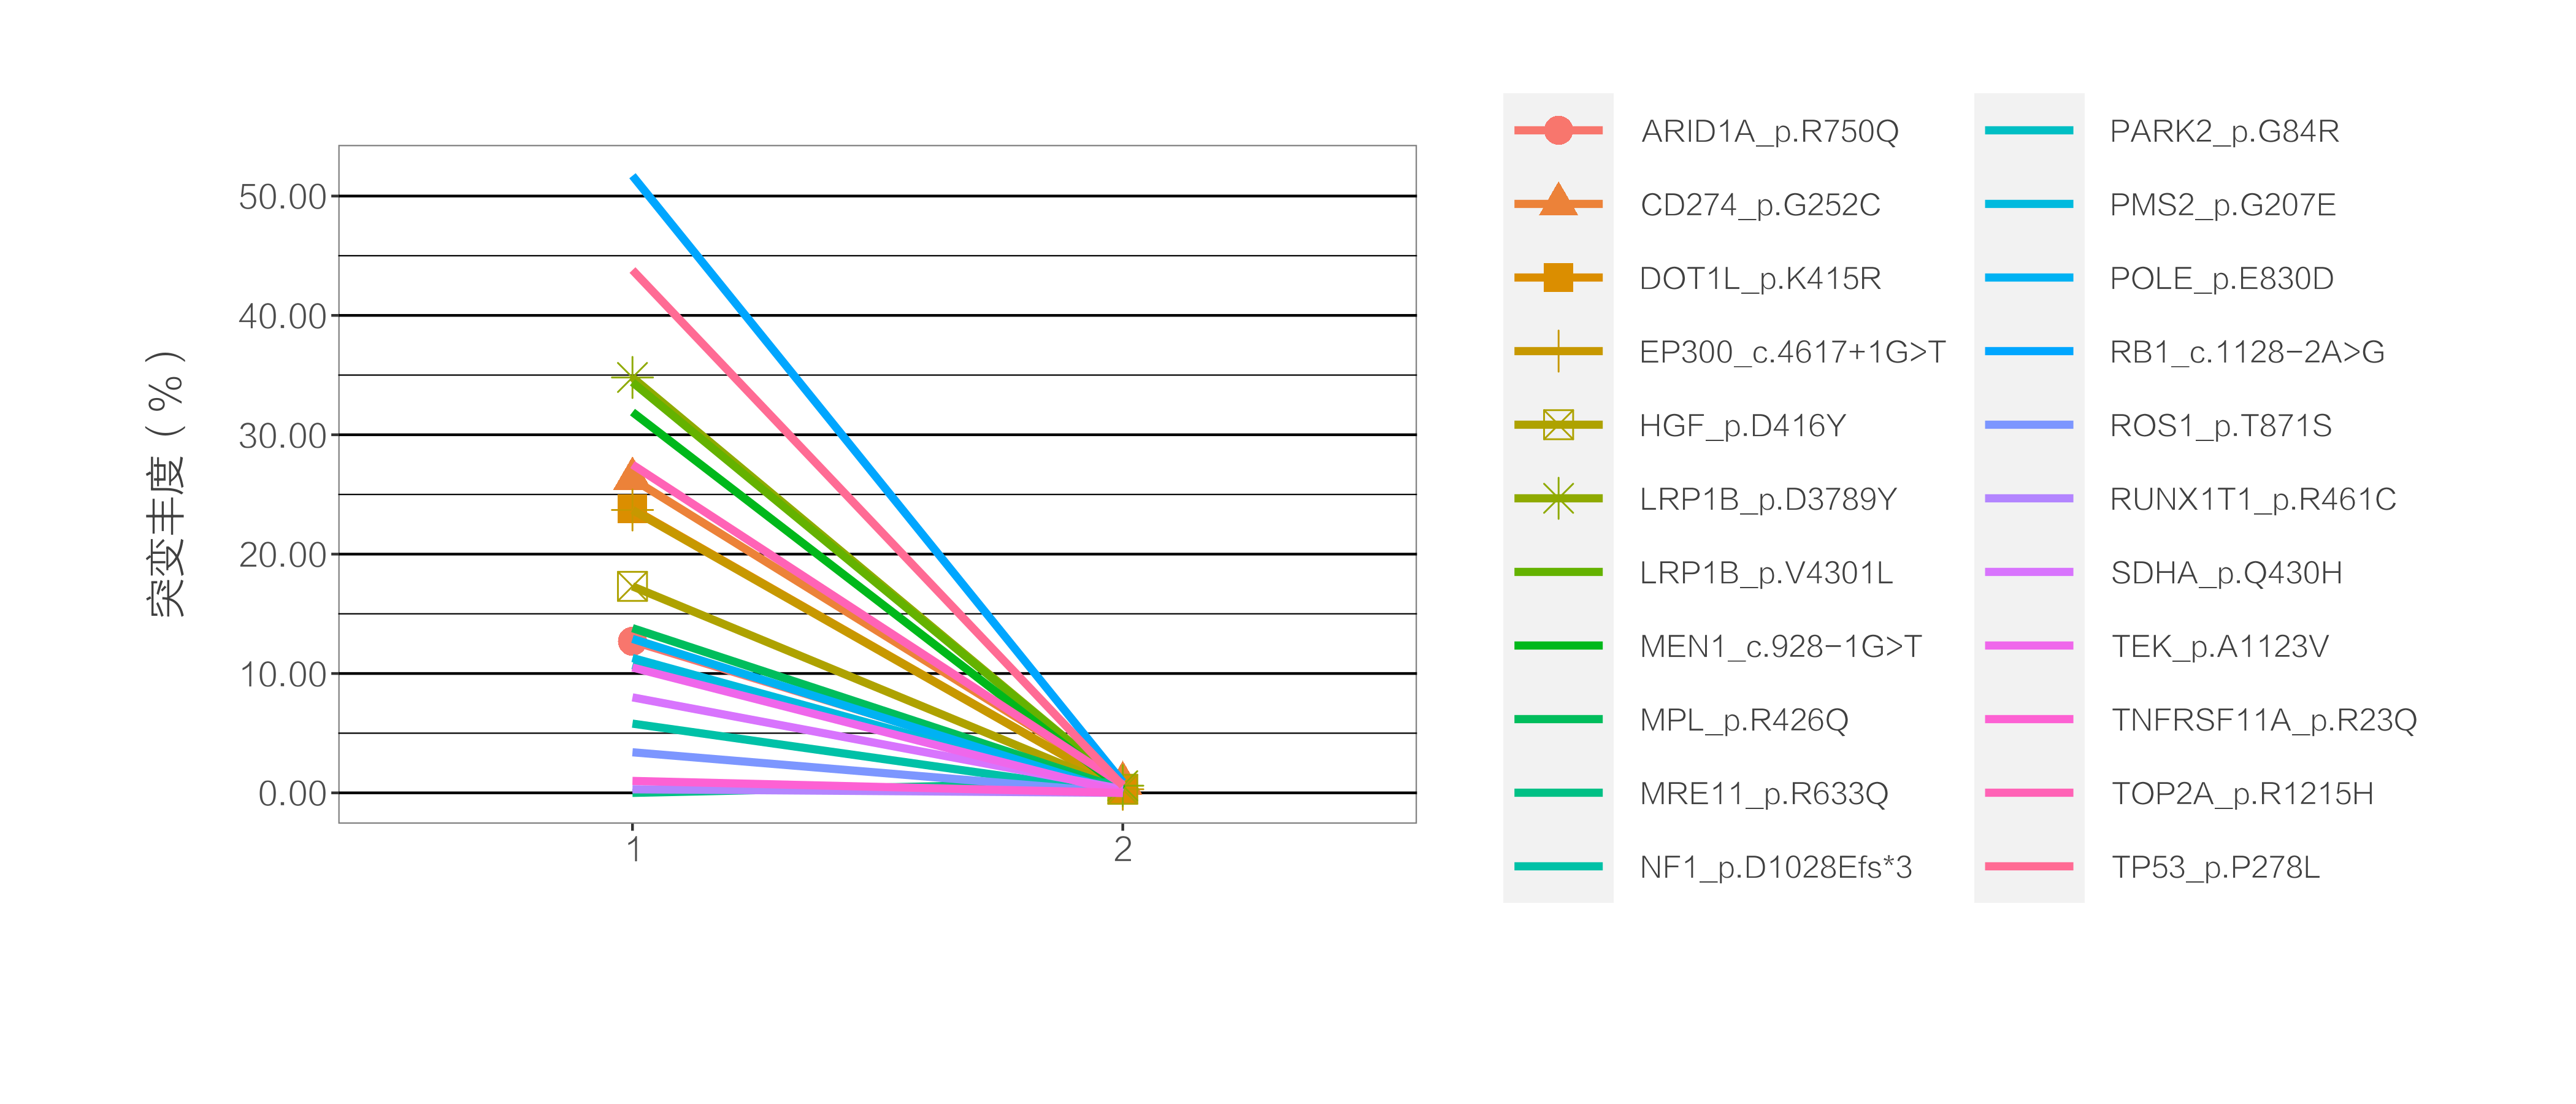 突变丰度（%）
50.00
40.00
30.00
20.00
10.00
0.00
1
2
ARID1A_p.R750Q
CD274_p.G252C
DOT1L_p.K415R
EP300_c.4617+1G>T
HGF_p.D416Y
LRP1B_p.D3789Y
LRP1B_p.V4301L
MEN1_c.928-1G>T
MPL_p.R426Q
MRE11_p.R633Q
NF1_p.D1028Efs*3
PARK2_p.G84R
PMS2_p.G207E
POLE_p.E830D
RB1_c.1128-2A>G
ROS1_p.T871S
RUNX1T1_p.R461C
SDHA_p.Q430H
TEK_p.A1123V
TNFRSF11A_p.R23Q
TOP2A_p.R1215H
TP53_p.P278L